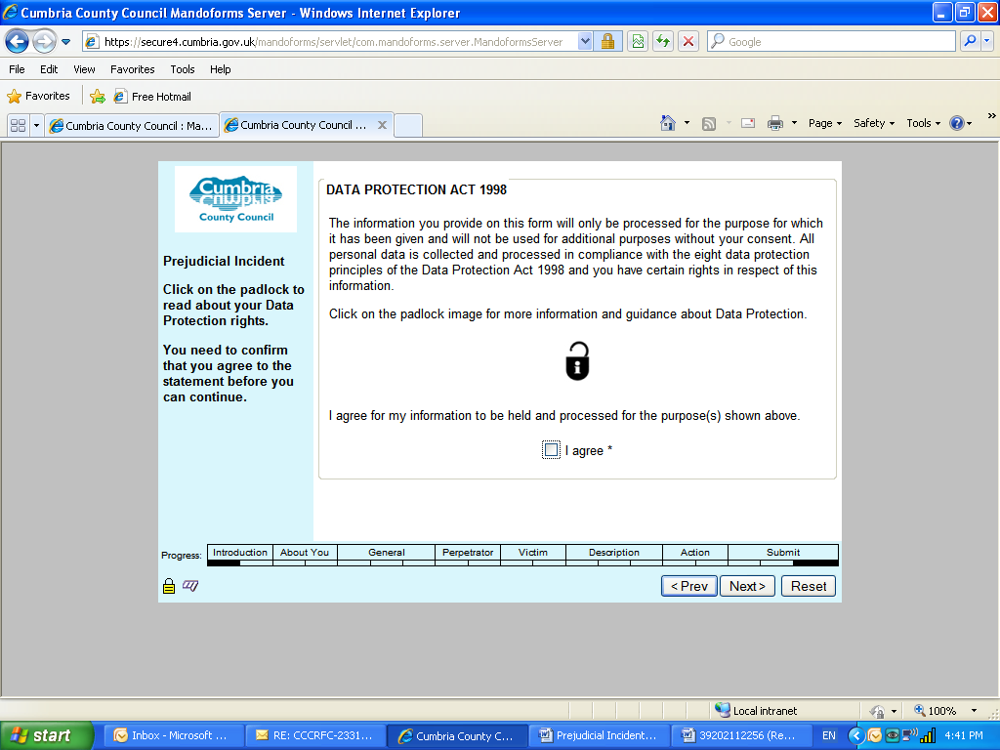 Cumbria County Council Mandoforms Server - Windows Internet Explorer
https://secure4.cumbria.gov.uk/mandoforms/servlet/com.mandoforms.server.MandoformsServer
Google
File Edit View Favorites Tools Help
Favorites Free Hotmail
Cumbria County Council : Ma... Cumbria County Council ... Page Safety Tools
Cumbria
County Council
Prejudicial Incident
Click on the padlock to
read about your Data
Protection rights.
You need to confirm
that you agree to the
statement before you
can continue.
DATA PROTECTION ACT 1998
The information you provide on this form will only be processed for the purpose for which
it has been given and will not be used for additional purposes without your consent. All
personal data is collected and processed in compliance with the eight data protection
principles of the Data Protection Act 1998 and you have certain rights in respect of this
information.
Click on the padlock image for more information and guidance about Data Protection.
I agree for my information to be held and processed for the purpose(s) shown above.
I agree *
Progress: Introduction About You General Perpetrator Victim Description Action Submit
< Prev Next > Reset
Local intranet 100%
start Inbox - Microsoft ... RE: CCCRFC-2331... Cumbria County C... Prejudicial Incident... 39202112256 (Re... EN 4:41 PM